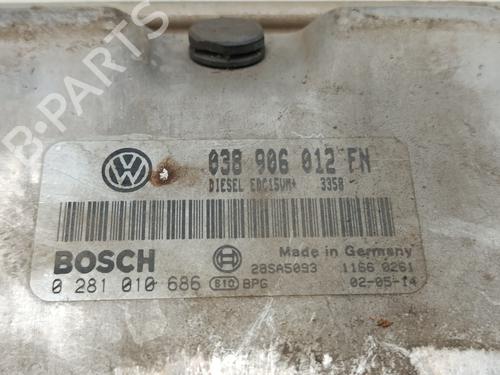 B-PARTS
038 906 012 FN
DIESEL EDC15VM+ 3358
BOSCH
Made in Germany
28SA5093 1166 0261
0 281 010 686 810 BPG 02-05-14